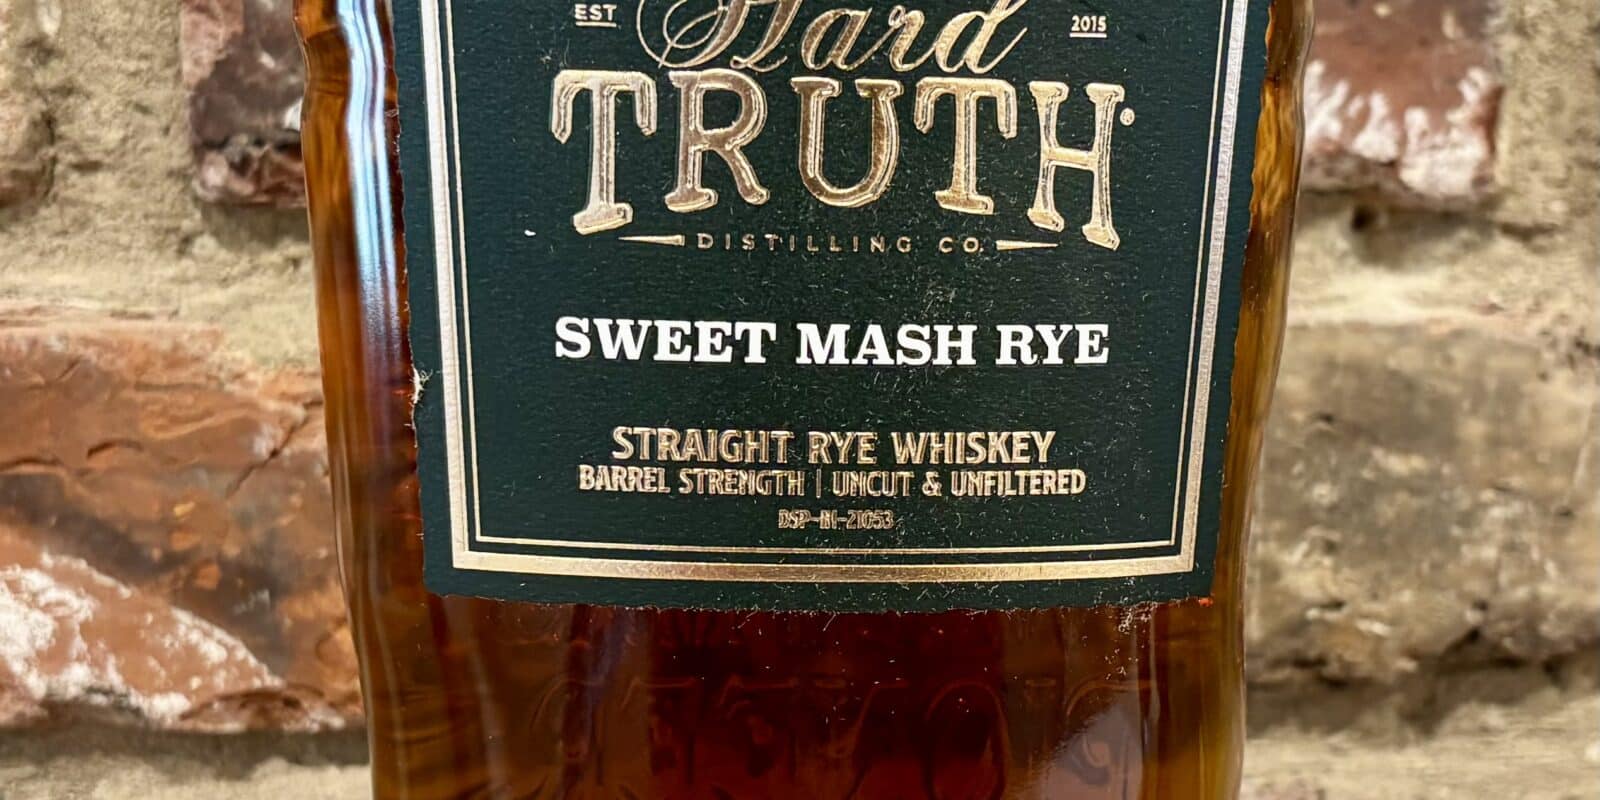 EST 2015
Hard
TRUTH®
DISTILLING CO.
SWEET MASH RYE
STRAIGHT RYE WHISKEY
BARREL STRENGTH | UNCUT & UNFILTERED
DSP-IN-21053